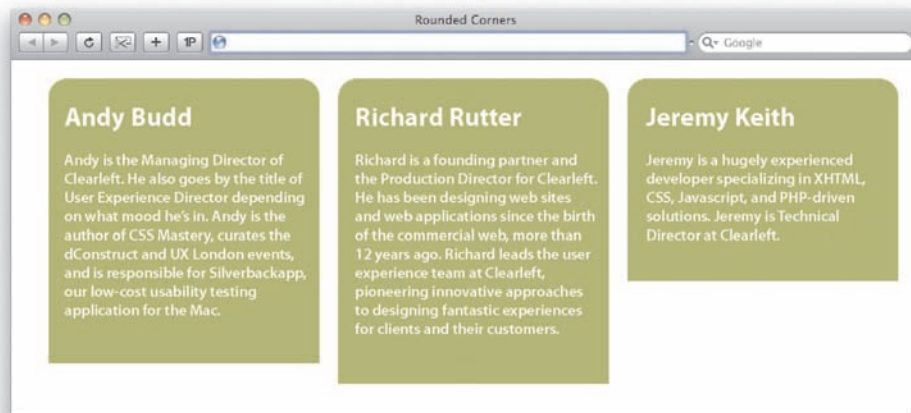 Rounded Corners
+
1P
Google
Andy Budd
Andy is the Managing Director of
Clearleft. He also goes by the title of
User Experience Director depending
on what mood he's in. Andy is the
author of CSS Mastery, curates the
dConstruct and UX London events,
and is responsible for Silverbackapp,
our low-cost usability testing
application for the Mac.
Richard Rutter
Richard is a founding partner and
the Production Director for Clearleft.
He has been designing web sites
and web applications since the birth
of the commercial web, more than
12 years ago. Richard leads the user
experience team at Clearleft,
pioneering innovative approaches
to designing fantastic experiences
for clients and their customers.
Jeremy Keith
Jeremy is a hugely experienced
developer specializing in XHTML,
CSS, Javascript, and PHP-driven
solutions. Jeremy is Technical
Director at Clearleft.